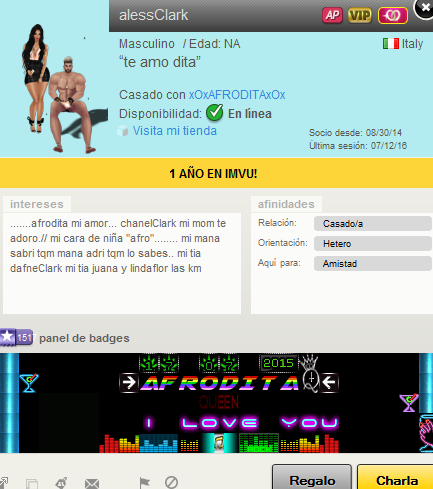 alessClark
AP VIP
Masculino / Edad: NA
Italy
“te amo dita”
Casado con xOxAFRODITAxOx
Disponibilidad: En línea
Visita mi tienda
Socio desde: 08/30/14
Última sesión: 07/12/16
1 AÑO EN IMVU!
intereses
.......afrodita mi amor... chanelClark mi mom te
adoro.// mi cara de niña "afro"........ mi mana
sabri tqm mana adri tqm lo sabes.. mi tia
dafneClark mi tia juana y lindaflor las km
afinidades
Relación: Casado/a
Orientación: Hetero
Aquí para: Amistad
151 panel de badges
2015
AFRODITA
QUEEN
I LOVE YOU
Regalo
Charla